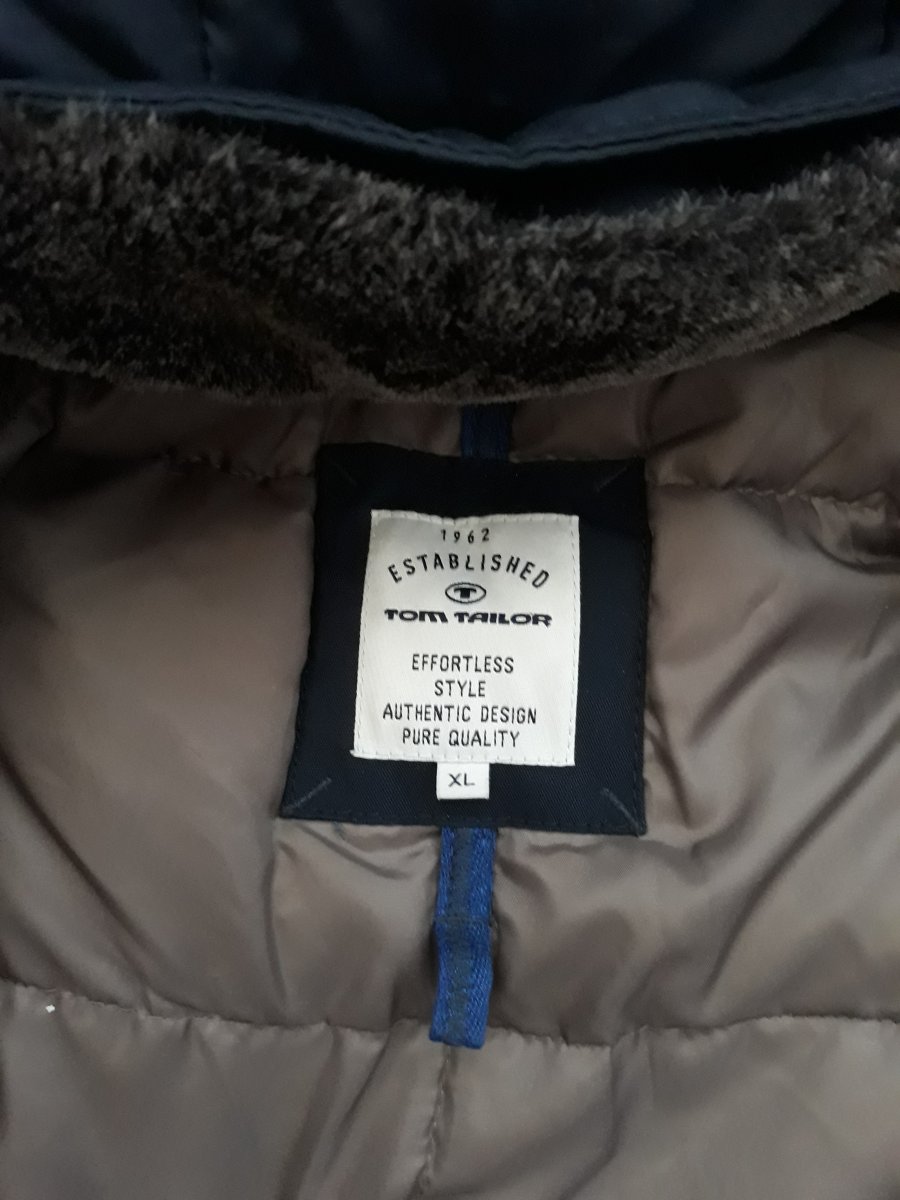 1962
ESTABLISHED
T
TOM TAILOR
EFFORTLESS
STYLE
AUTHENTIC DESIGN
PURE QUALITY
XL